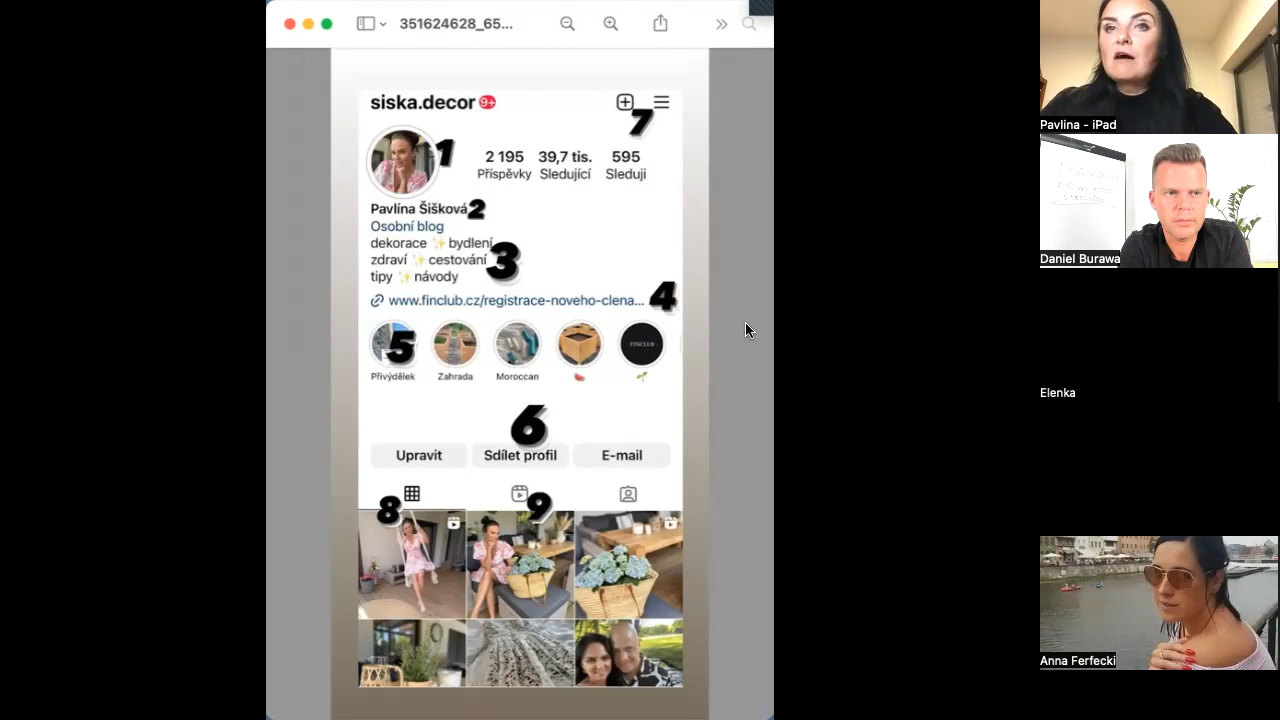 351624628_65...
siska.decor 9+
7
1
2 195 39,7 tis. 595
Příspěvky Sledující Sleduji
Pavlína Šišková 2
Osobní blog
dekorace ✨bydlení
zdraví ✨cestování
3
tipy ✨návody
www.finclub.cz/registrace-noveho-clena... 4
5
FINCLUB
Přivýdělek Zahrada Moroccan 🍉 🌱
6
Upravit Sdílet profil E-mail
8 9
Pavlina - iPad
Daniel Burawa
Elenka
Anna Ferfecki